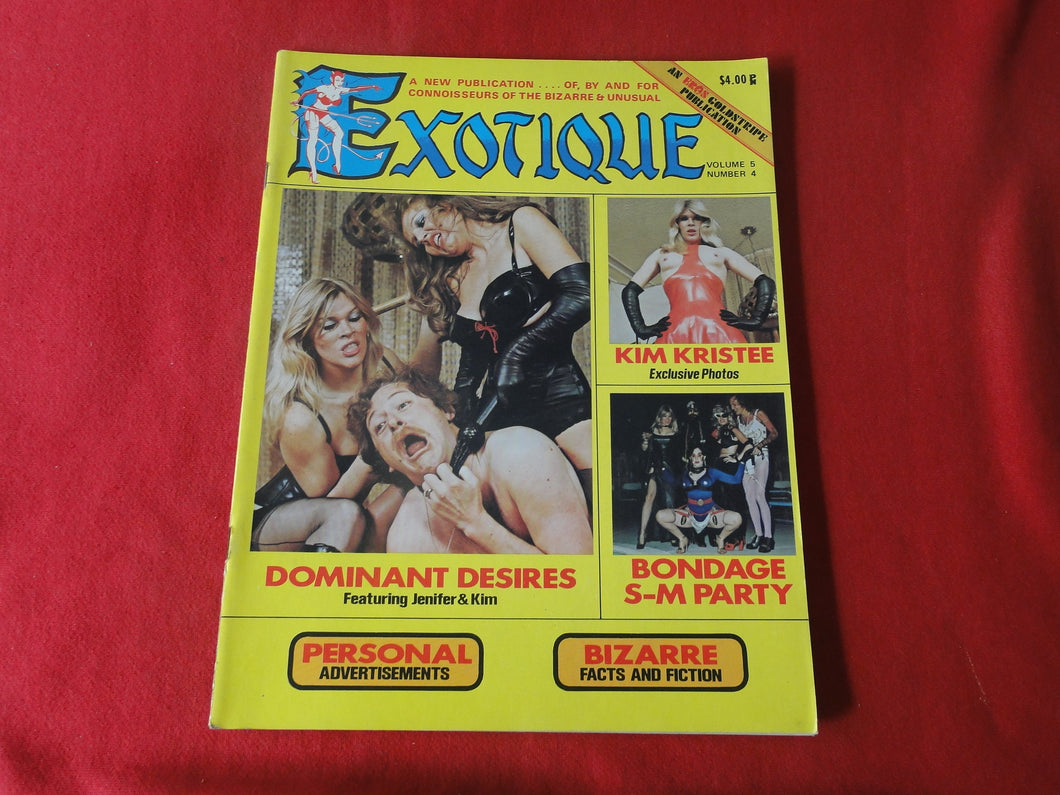 A NEW PUBLICATION .... OF, BY AND FOR
CONNOISSEURS OF THE BIZARRE & UNUSUAL
AN EROS GOLDSTRIPE
PUBLICATION
$4.00
EXOTIQUE
VOLUME 5
NUMBER 4
KIM KRISTEE
Exclusive Photos
DOMINANT DESIRES
Featuring Jenifer & Kim
BONDAGE
S-M PARTY
PERSONAL
ADVERTISEMENTS
BIZARRE
FACTS AND FICTION